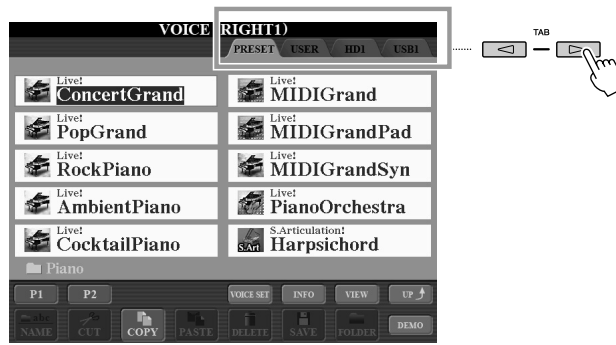 VOICE (RIGHT1)
PRESET USER HD1 USB1
TAB
Live!
ConcertGrand
Live!
MIDIGrand
Live!
PopGrand
Live!
MIDIGrandPad
Live!
RockPiano
Live!
MIDIGrandSyn
Live!
AmbientPiano
Live!
PianoOrchestra
Live!
CocktailPiano
S.Articulation!
S.Art Harpsichord
Piano
P1 P2 VOICE SET INFO VIEW UP
abc
NAME CUT COPY PASTE DELETE SAVE FOLDER DEMO